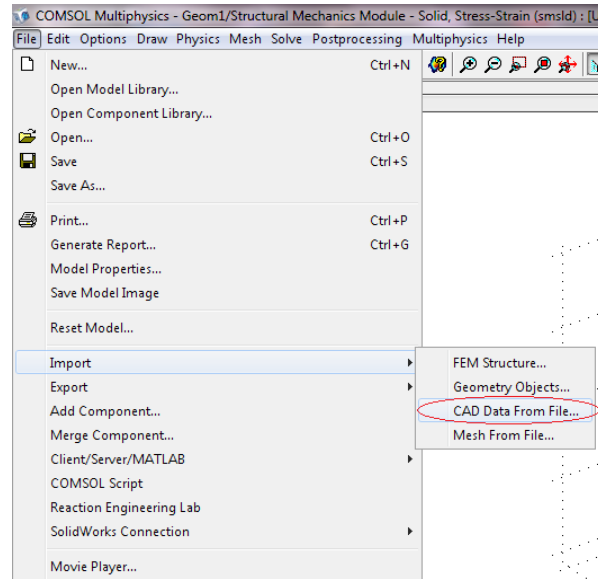 COMSOL Multiphysics - Geom1/Structural Mechanics Module - Solid, Stress-Strain (smsld) : [U
File Edit Options Draw Physics Mesh Solve Postprocessing Multiphysics Help
New... Ctrl+N
Open Model Library...
Open Component Library...
Open... Ctrl+O
Save Ctrl+S
Save As...
Print... Ctrl+P
Generate Report... Ctrl+G
Model Properties...
Save Model Image
Reset Model...
Import FEM Structure...
Export Geometry Objects...
Add Component... CAD Data From File...
Merge Component... Mesh From File...
Client/Server/MATLAB
COMSOL Script
Reaction Engineering Lab
SolidWorks Connection
Movie Player...